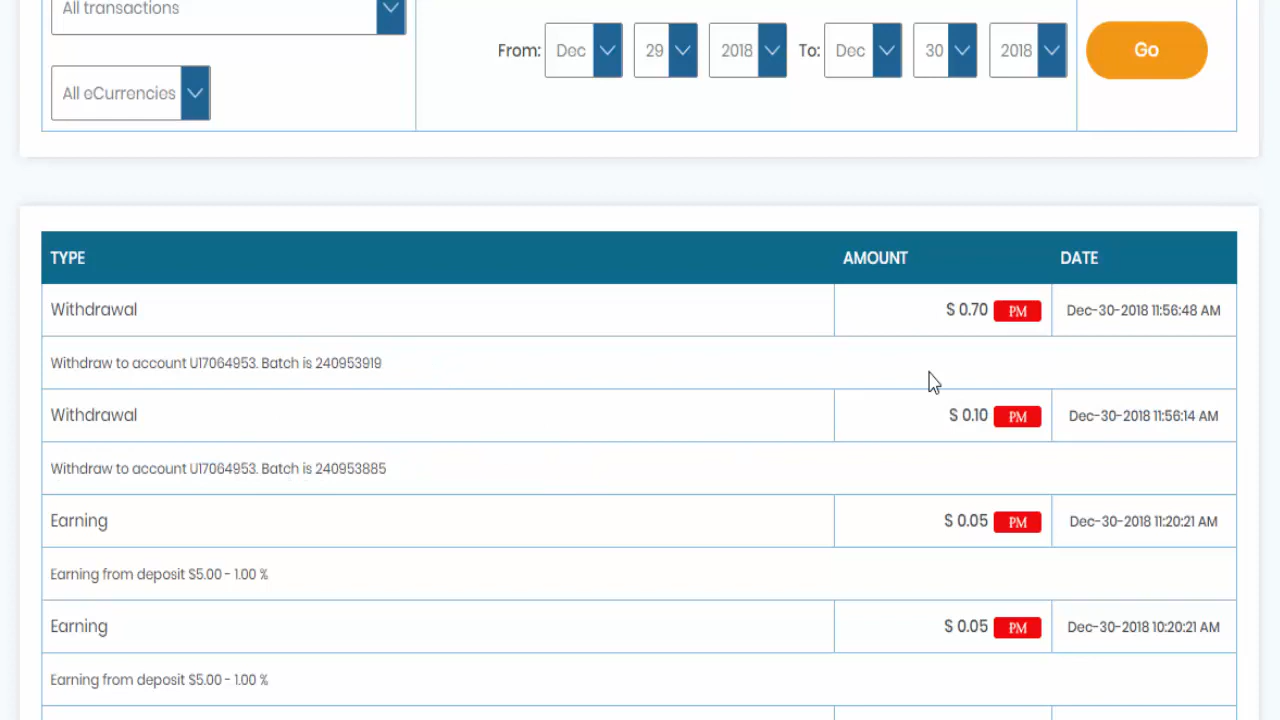 All transactions
From: Dec 29 2018 To: Dec 30 2018 Go
All eCurrencies
TYPE AMOUNT DATE
Withdrawal $ 0.70 PM Dec-30-2018 11:56:48 AM
Withdraw to account U17064953. Batch is 240953919
Withdrawal $ 0.10 PM Dec-30-2018 11:56:14 AM
Withdraw to account U17064953. Batch is 240953885
Earning $ 0.05 PM Dec-30-2018 11:20:21 AM
Earning from deposit $5.00 - 1.00 %
Earning $ 0.05 PM Dec-30-2018 10:20:21 AM
Earning from deposit $5.00 - 1.00 %